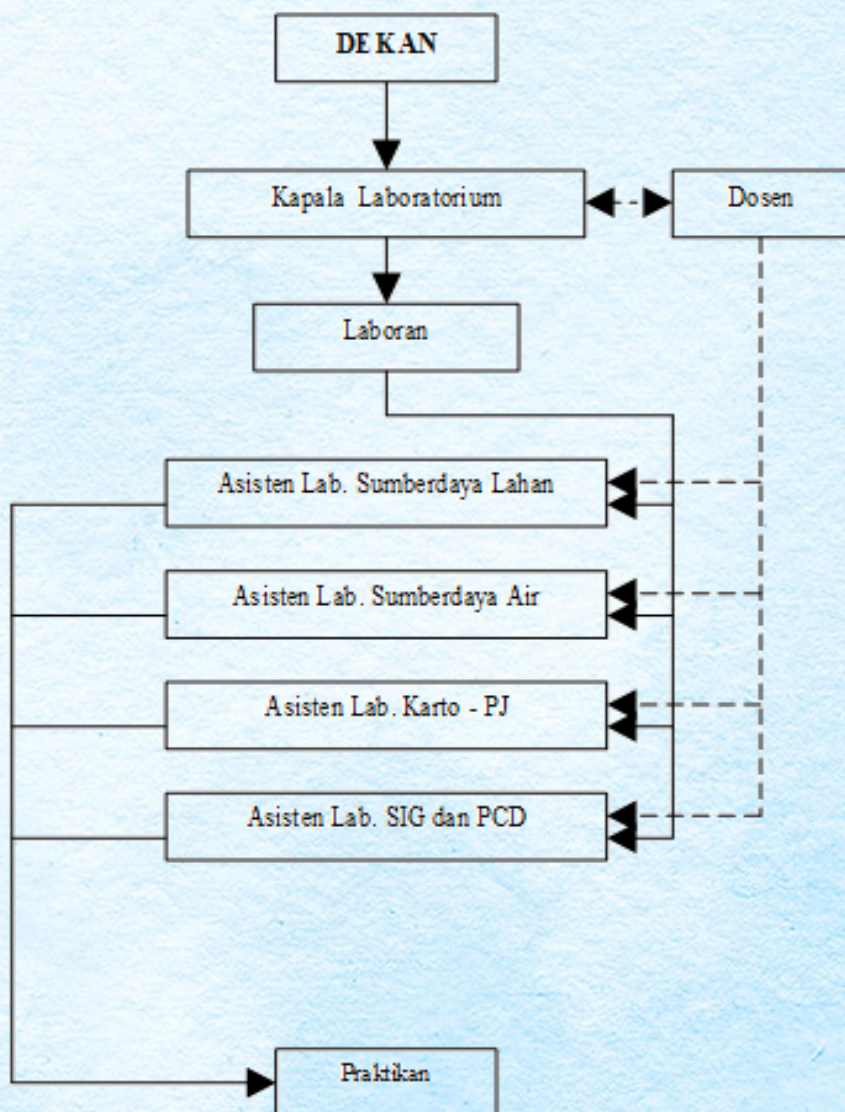 DEKAN
Kapala Laboratorium
Dosen
Laboran
Asisten Lab. Sumberdaya Lahan
Asisten Lab. Sumberdaya Air
Asisten Lab. Karto - PJ
Asisten Lab. SIG dan PCD
Praktikan